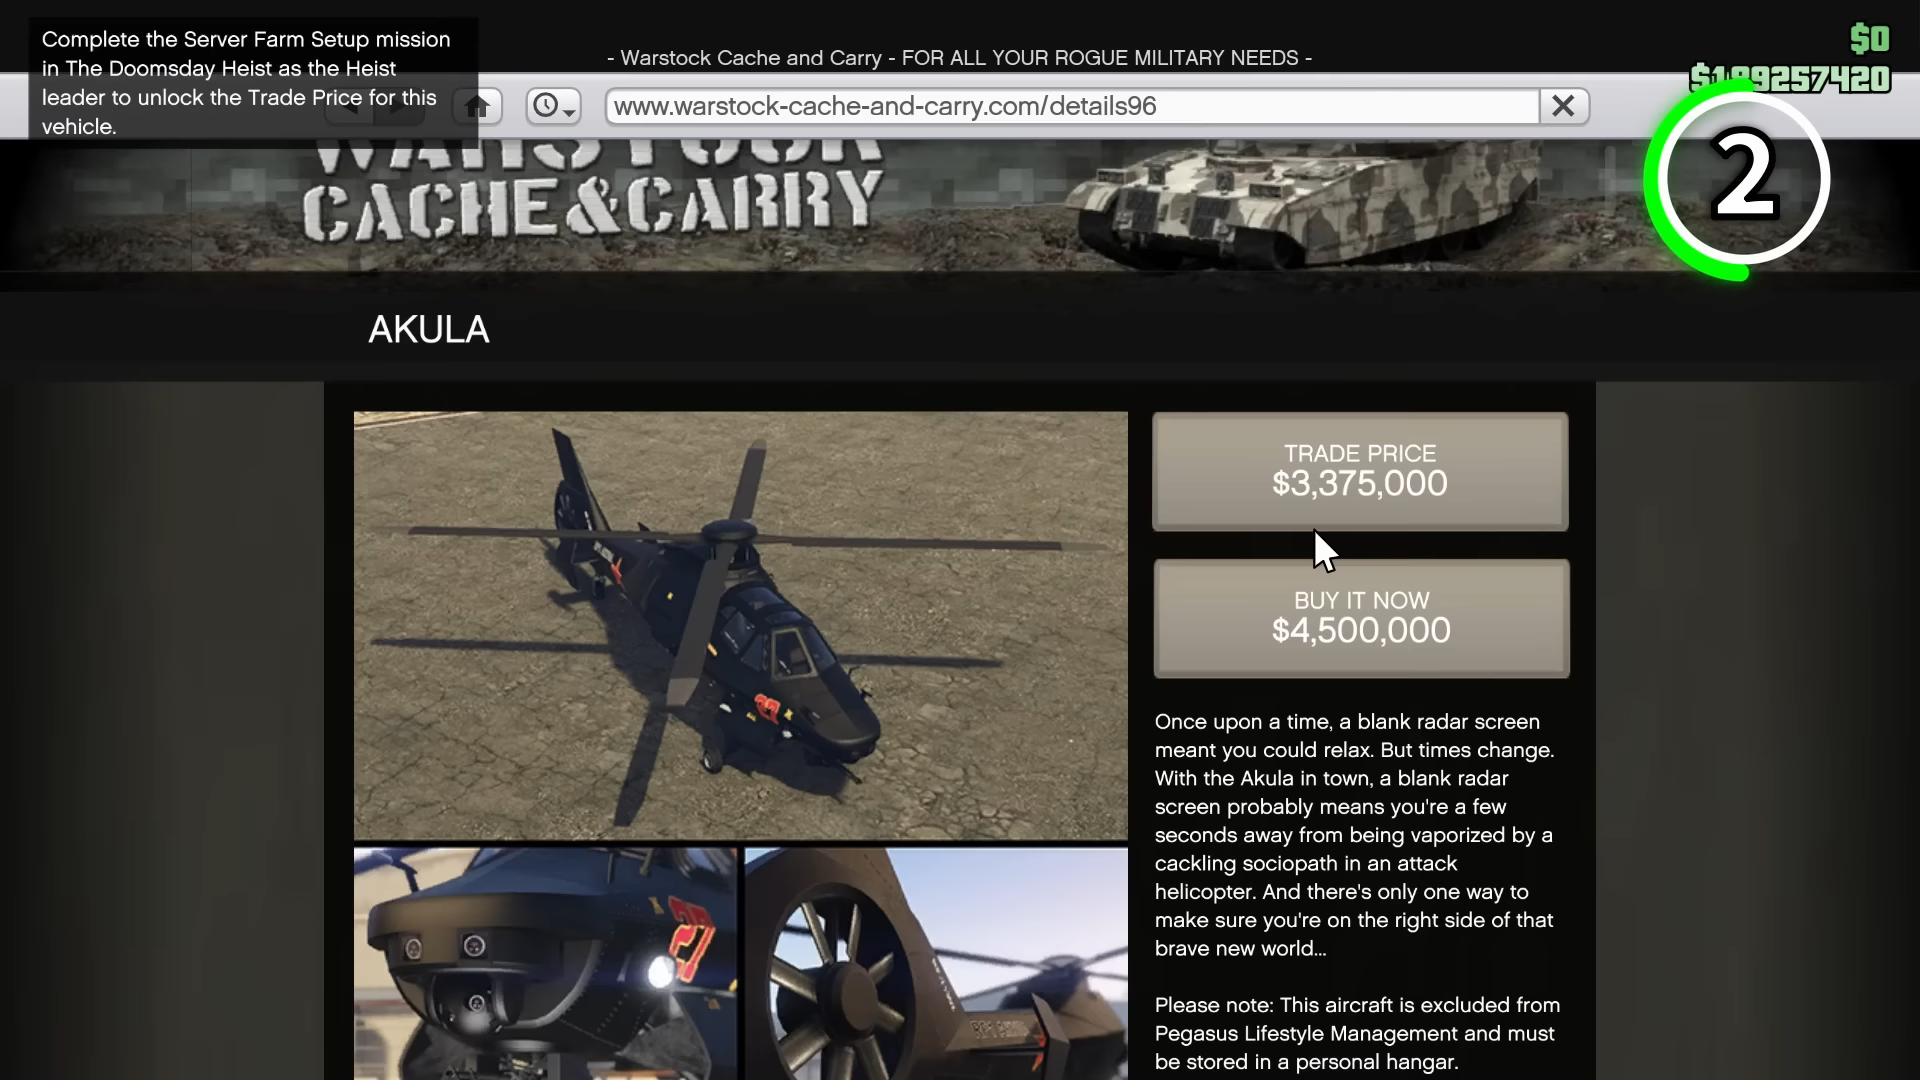 Complete the Server Farm Setup mission
in The Doomsday Heist as the Heist
leader to unlock the Trade Price for this
vehicle.
- Warstock Cache and Carry - FOR ALL YOUR ROGUE MILITARY NEEDS -
$0
$199257420
www.warstock-cache-and-carry.com/details96
2
WARSTOCK
CACHE&CARRY
AKULA
TRADE PRICE
$3,375,000
BUY IT NOW
$4,500,000
Once upon a time, a blank radar screen
meant you could relax. But times change.
With the Akula in town, a blank radar
screen probably means you're a few
seconds away from being vaporized by a
cackling sociopath in an attack
helicopter. And there's only one way to
make sure you're on the right side of that
brave new world...
Please note: This aircraft is excluded from
Pegasus Lifestyle Management and must
be stored in a personal hangar.
27